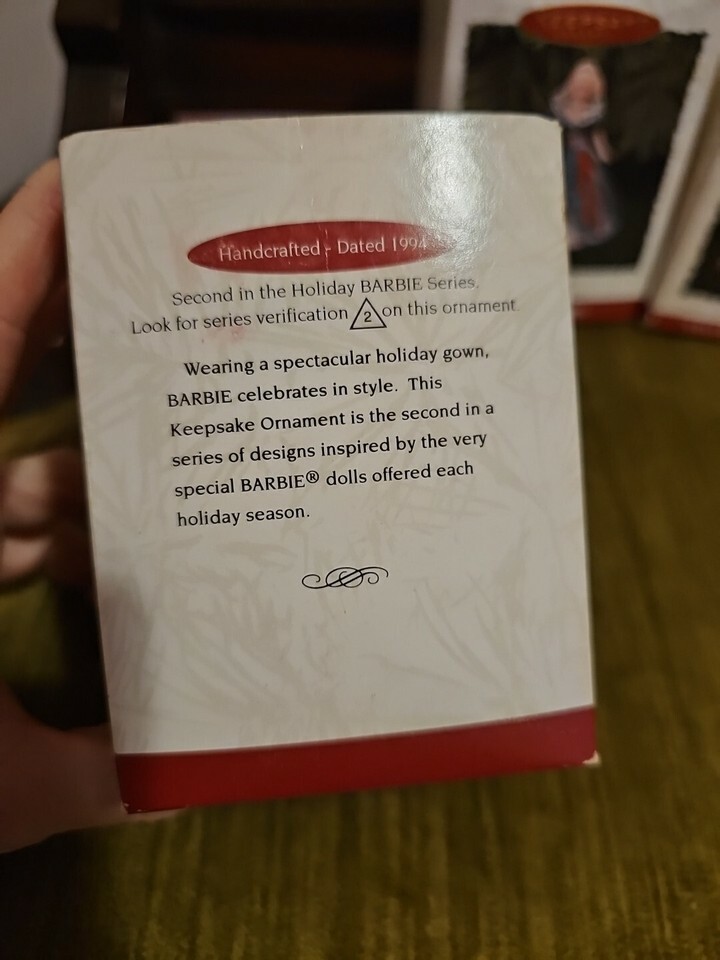 Handcrafted - Dated 1994
Second in the Holiday BARBIE Series.
Look for series verification 2 on this ornament.
Wearing a spectacular holiday gown,
BARBIE celebrates in style. This
Keepsake Ornament is the second in a
series of designs inspired by the very
special BARBIE® dolls offered each
holiday season.